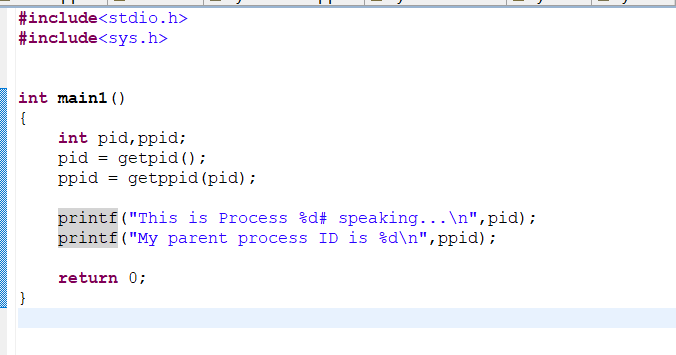 #include<stdio.h>
#include<sys.h>
int main1()
{
    int pid,ppid;
    pid = getpid();
    ppid = getppid(pid);
    printf("This is Process %d# speaking...\n",pid);
    printf("My parent process ID is %d\n",ppid);
    return 0;
}